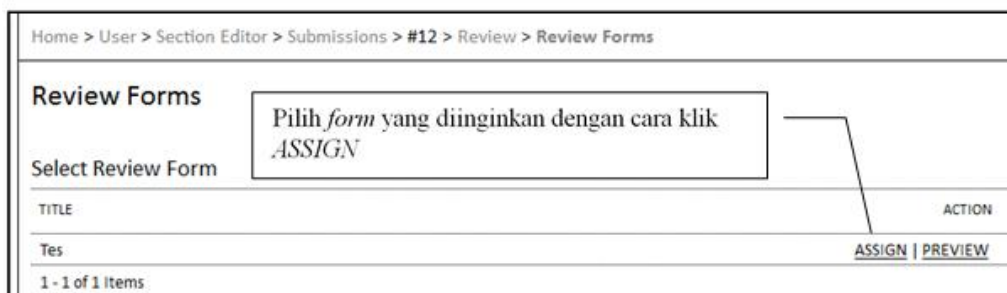 Home > User > Section Editor > Submissions > #12 > Review > Review Forms
Review Forms
Pilih form yang diinginkan dengan cara klik
ASSIGN
Select Review Form
TITLE ACTION
Tes ASSIGN | PREVIEW
1 - 1 of 1 Items